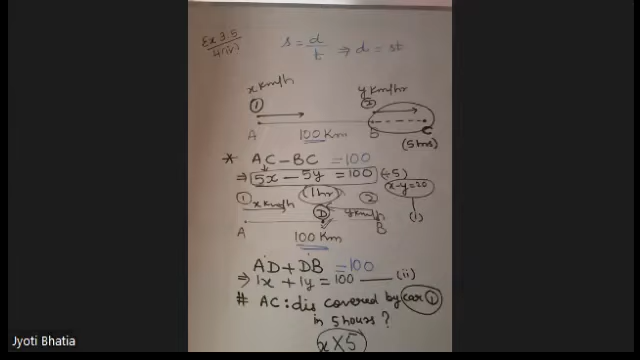 Ex 3.5
4(iv)
s = d/t ⇒ d = st
x Km/h y Km/hr
1 2
A 100 Km B C
(5 hrs)
* AC - BC = 100
⇒ 5x - 5y = 100 (÷5)
x-y=20
(i)
(1hr)
1 x Km/h D y Km/h 2
A B
100 Km
AD + DB = 100
⇒ 1x + 1y = 100 —— (ii)
# AC : dis covered by car 1
in 5 hours ?
x X 5
Jyoti Bhatia